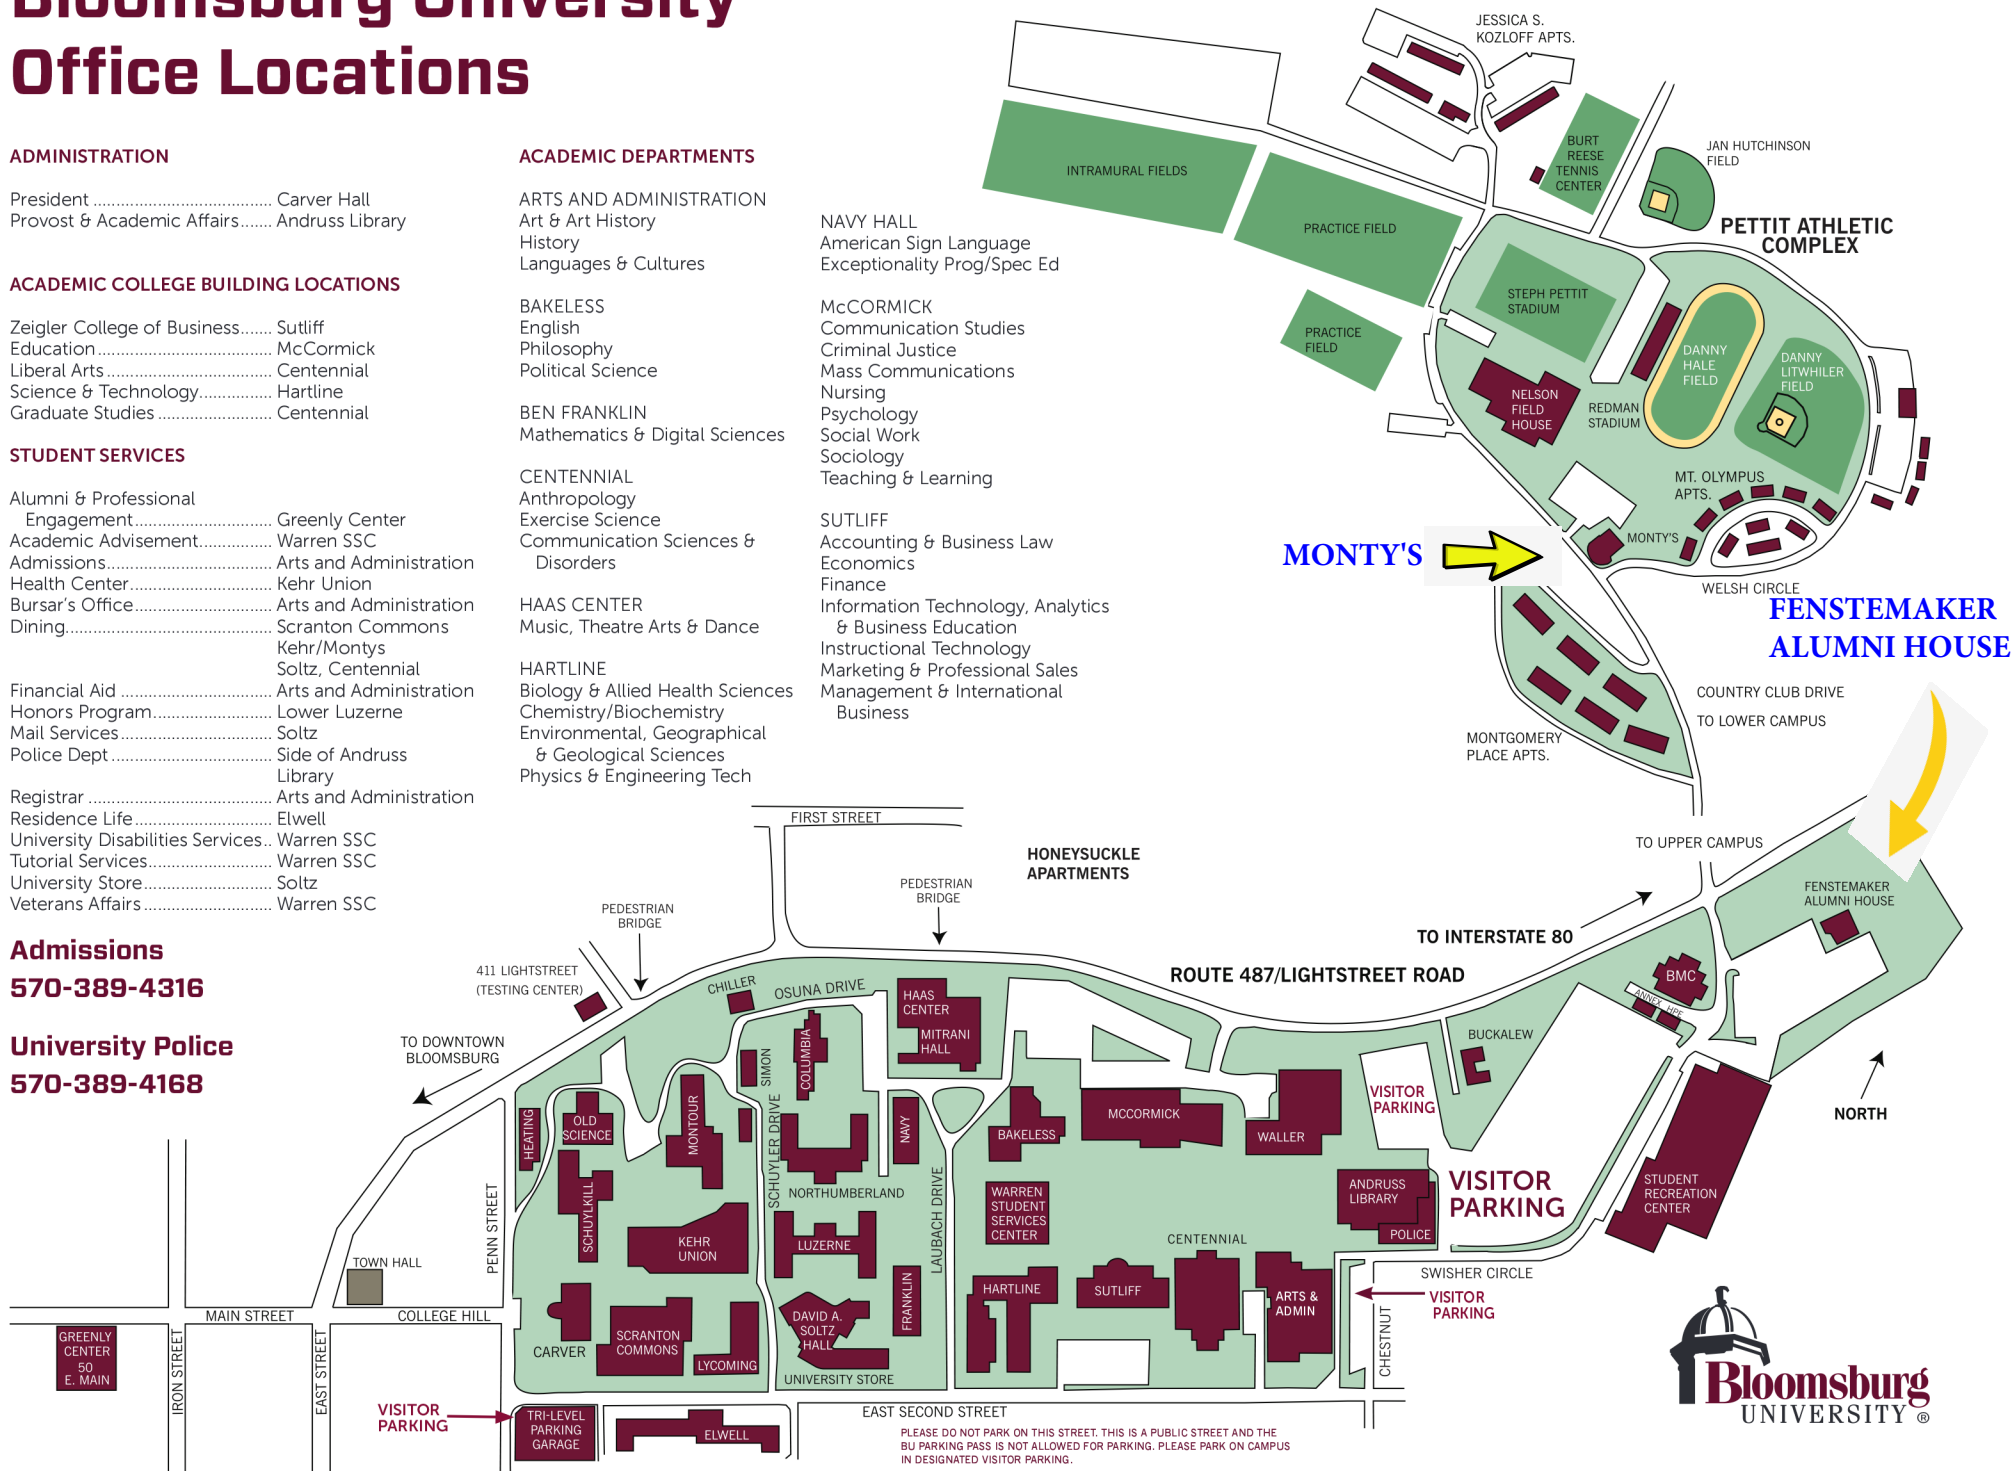 Bloomsburg University
Office Locations
ADMINISTRATION
President ...................................... Carver Hall
Provost & Academic Affairs....... Andruss Library
ACADEMIC COLLEGE BUILDING LOCATIONS
Zeigler College of Business....... Sutliff
Education..................................... McCormick
Liberal Arts ................................... Centennial
Science & Technology............... Hartline
Graduate Studies ........................ Centennial
STUDENT SERVICES
Alumni & Professional
Engagement............................. Greenly Center
Academic Advisement................ Warren SSC
Admissions................................... Arts and Administration
Health Center.............................. Kehr Union
Bursar's Office............................. Arts and Administration
Dining............................................ Scranton Commons
Kehr/Montys
Soltz, Centennial
Financial Aid ................................ Arts and Administration
Honors Program.......................... Lower Luzerne
Mail Services ................................ Soltz
Police Dept .................................. Side of Andruss
Library
Registrar ....................................... Arts and Administration
Residence Life............................. Elwell
University Disabilities Services.. Warren SSC
Tutorial Services.......................... Warren SSC
University Store........................... Soltz
Veterans Affairs ........................... Warren SSC
Admissions
570-389-4316
University Police
570-389-4168
ACADEMIC DEPARTMENTS
ARTS AND ADMINISTRATION
Art & Art History
History
Languages & Cultures
BAKELESS
English
Philosophy
Political Science
BEN FRANKLIN
Mathematics & Digital Sciences
CENTENNIAL
Anthropology
Exercise Science
Communication Sciences &
Disorders
HAAS CENTER
Music, Theatre Arts & Dance
HARTLINE
Biology & Allied Health Sciences
Chemistry/Biochemistry
Environmental, Geographical
& Geological Sciences
Physics & Engineering Tech
NAVY HALL
American Sign Language
Exceptionality Prog/Spec Ed
McCORMICK
Communication Studies
Criminal Justice
Mass Communications
Nursing
Psychology
Social Work
Sociology
Teaching & Learning
SUTLIFF
Accounting & Business Law
Economics
Finance
Information Technology, Analytics
& Business Education
Instructional Technology
Marketing & Professional Sales
Management & International
Business
JESSICA S.
KOZLOFF APTS.
BURT
REESE
TENNIS
CENTER
JAN HUTCHINSON
FIELD
PETTIT ATHLETIC
COMPLEX
INTRAMURAL FIELDS
PRACTICE FIELD
PRACTICE
FIELD
STEPH PETTIT
STADIUM
DANNY
HALE
FIELD
DANNY
LITWHILER
FIELD
NELSON
FIELD
HOUSE
REDMAN
STADIUM
MT. OLYMPUS
APTS.
MONTY'S
MONTY'S
WELSH CIRCLE
FENSTEMAKER
ALUMNI HOUSE
COUNTRY CLUB DRIVE
TO LOWER CAMPUS
MONTGOMERY
PLACE APTS.
TO UPPER CAMPUS
FENSTEMAKER
ALUMNI HOUSE
FIRST STREET
HONEYSUCKLE
APARTMENTS
PEDESTRIAN
BRIDGE
PEDESTRIAN
BRIDGE
TO INTERSTATE 80
ROUTE 487/LIGHTSTREET ROAD
411 LIGHTSTREET
(TESTING CENTER)
CHILLER
OSUNA DRIVE
HAAS
CENTER
MITRANI
HALL
BMC
ANNEX
HPF
BUCKALEW
TO DOWNTOWN
BLOOMSBURG
SIMON
COLUMBIA
VISITOR
PARKING
NORTH
HEATING
OLD
SCIENCE
MONTOUR
SCHUYLER DRIVE
NAVY
BAKELESS
MCCORMICK
WALLER
NORTHUMBERLAND
LAUBACH DRIVE
WARREN
STUDENT
SERVICES
CENTER
ANDRUSS
LIBRARY
POLICE
VISITOR
PARKING
STUDENT
RECREATION
CENTER
PENN STREET
SCHUYLKILL
KEHR
UNION
LUZERNE
CENTENNIAL
TOWN HALL
HARTLINE
SUTLIFF
ARTS &
ADMIN
SWISHER CIRCLE
VISITOR
PARKING
MAIN STREET
COLLEGE HILL
FRANKLIN
DAVID A.
SOLTZ
HALL
GREENLY
CENTER
50
E. MAIN
IRON STREET
EAST STREET
CARVER
SCRANTON
COMMONS
LYCOMING
UNIVERSITY STORE
CHESTNUT
VISITOR
PARKING
TRI-LEVEL
PARKING
GARAGE
ELWELL
EAST SECOND STREET
PLEASE DO NOT PARK ON THIS STREET. THIS IS A PUBLIC STREET AND THE
BU PARKING PASS IS NOT ALLOWED FOR PARKING. PLEASE PARK ON CAMPUS
IN DESIGNATED VISITOR PARKING.
Bloomsburg
UNIVERSITY ®